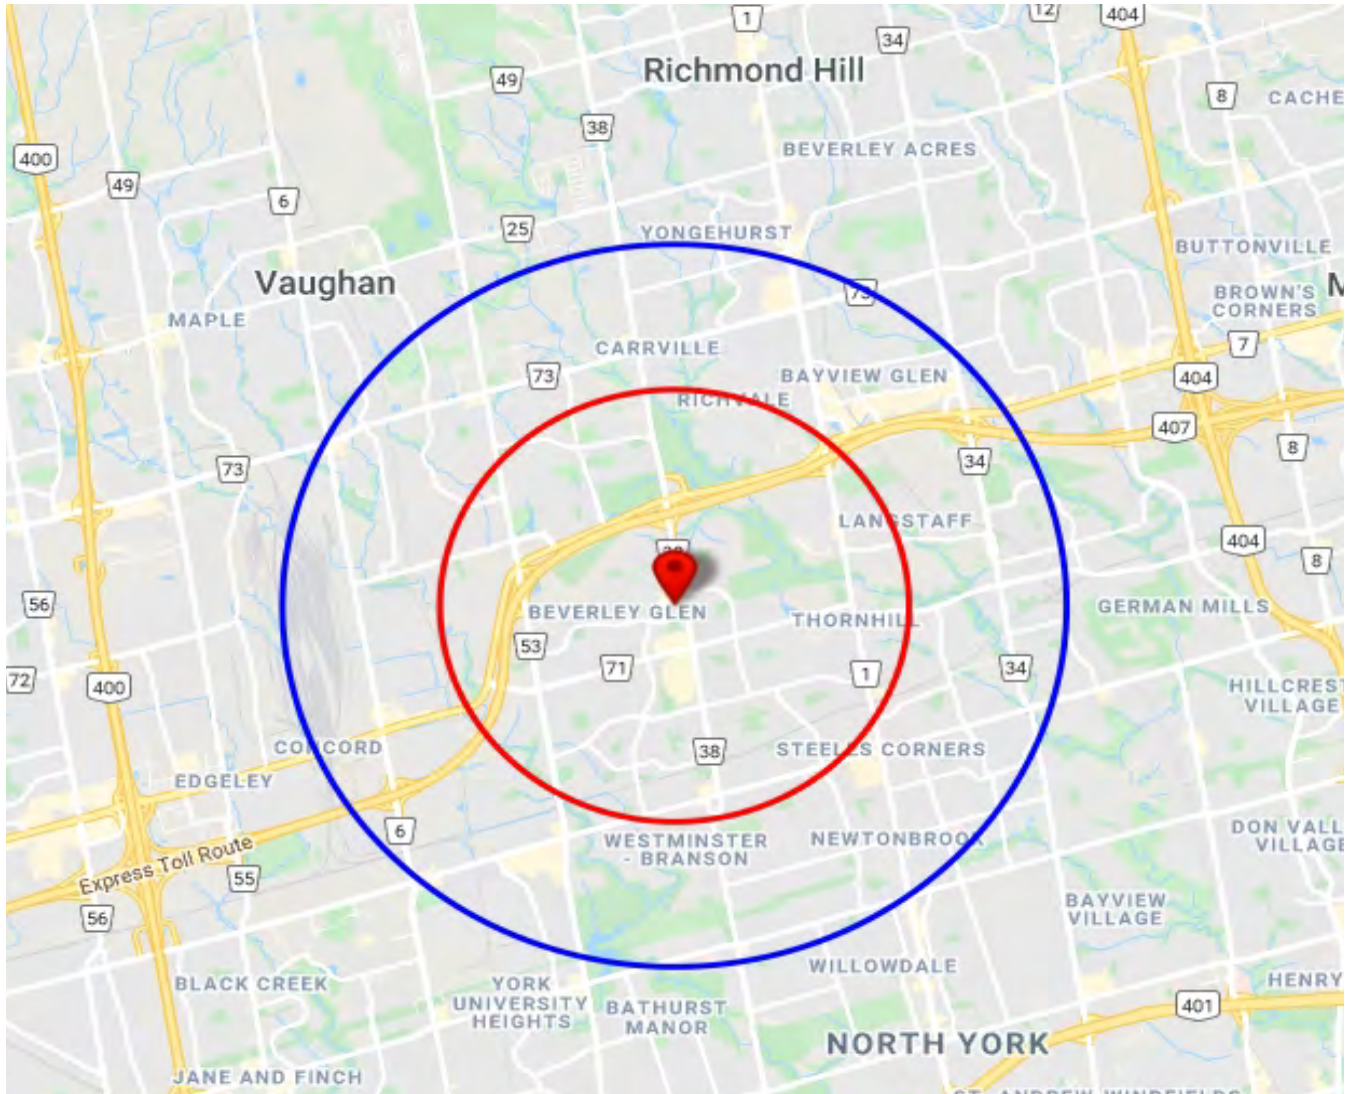 1
12
404
34
Richmond Hill
49
8
CACHE
38
BEVERLEY ACRES
400
49
6
25
YONGEHURST
BUTTONVILLE
Vaughan
73
BROWN'S
CORNERS
M
MAPLE
CARRVILLE
7
73
BAYVIEW GLEN
404
RICHVALE
407
73
34
8
LANGSTAFF
404
38
8
56
BEVERLEY GLEN
THORNHILL
GERMAN MILLS
53
71
1
34
72
400
HILLCREST
VILLAGE
CONCORD
38
STEELES CORNERS
EDGELEY
6
WESTMINSTER
- BRANSON
NEWTONBROOK
DON VALL
VILLAGE
Express Toll Route
55
56
BAYVIEW
VILLAGE
BLACK CREEK
YORK
UNIVERSITY
HEIGHTS
BATHURST
MANOR
WILLOWDALE
HENRY
401
NORTH YORK
JANE AND FINCH